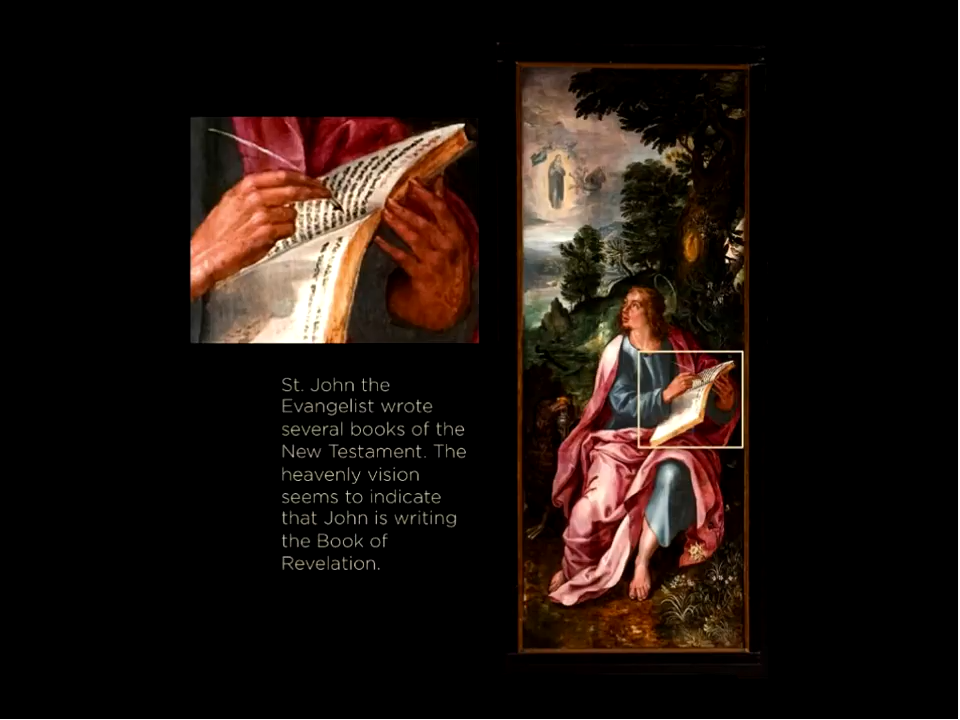 St. John the
Evangelist wrote
several books of the
New Testament. The
heavenly vision
seems to indicate
that John is writing
the Book of
Revelation.